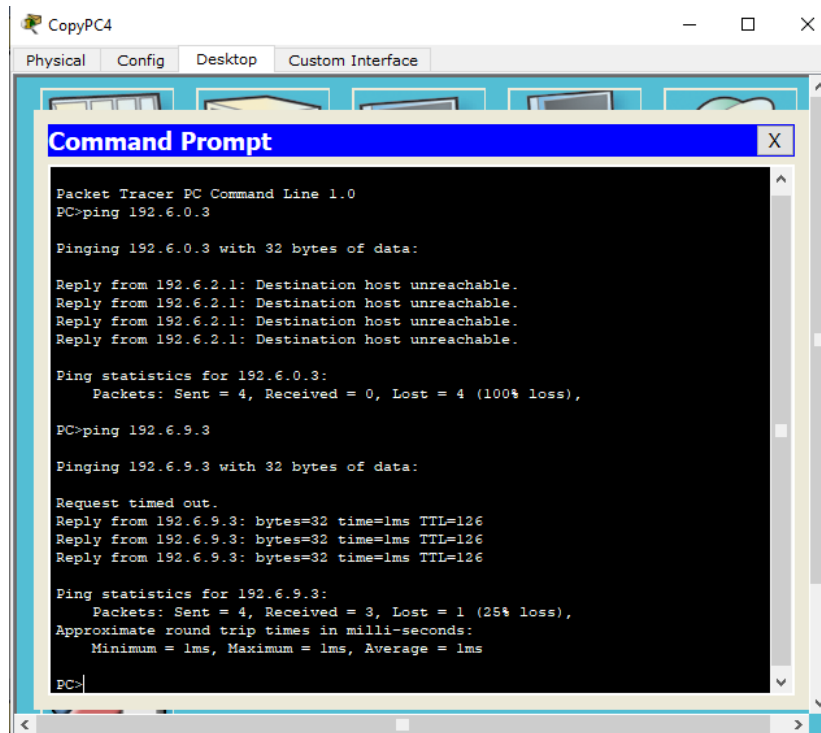 CopyPC4
Physical Config Desktop Custom Interface
Command Prompt
X
Packet Tracer PC Command Line 1.0
PC>ping 192.6.0.3
Pinging 192.6.0.3 with 32 bytes of data:
Reply from 192.6.2.1: Destination host unreachable.
Reply from 192.6.2.1: Destination host unreachable.
Reply from 192.6.2.1: Destination host unreachable.
Reply from 192.6.2.1: Destination host unreachable.
Ping statistics for 192.6.0.3:
Packets: Sent = 4, Received = 0, Lost = 4 (100% loss),
PC>ping 192.6.9.3
Pinging 192.6.9.3 with 32 bytes of data:
Request timed out.
Reply from 192.6.9.3: bytes=32 time=1ms TTL=126
Reply from 192.6.9.3: bytes=32 time=1ms TTL=126
Reply from 192.6.9.3: bytes=32 time=1ms TTL=126
Ping statistics for 192.6.9.3:
Packets: Sent = 4, Received = 3, Lost = 1 (25% loss),
Approximate round trip times in milli-seconds:
Minimum = 1ms, Maximum = 1ms, Average = 1ms
PC>